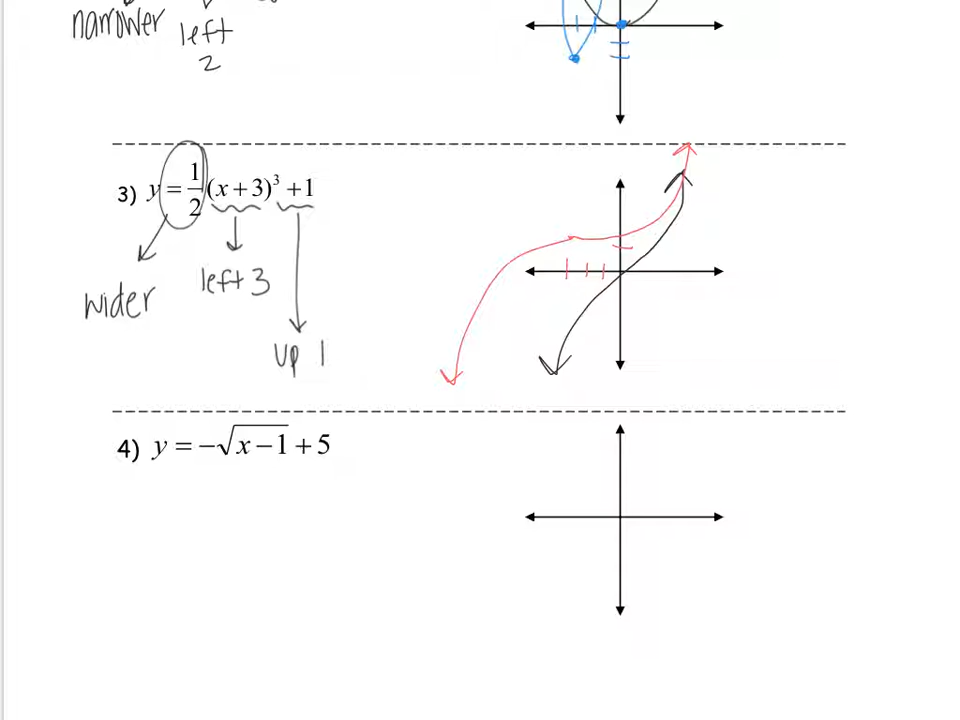 narrower left
2
3) y = 1/2 (x + 3)³ + 1
wider left 3
up 1
4) y = −√(x − 1) + 5